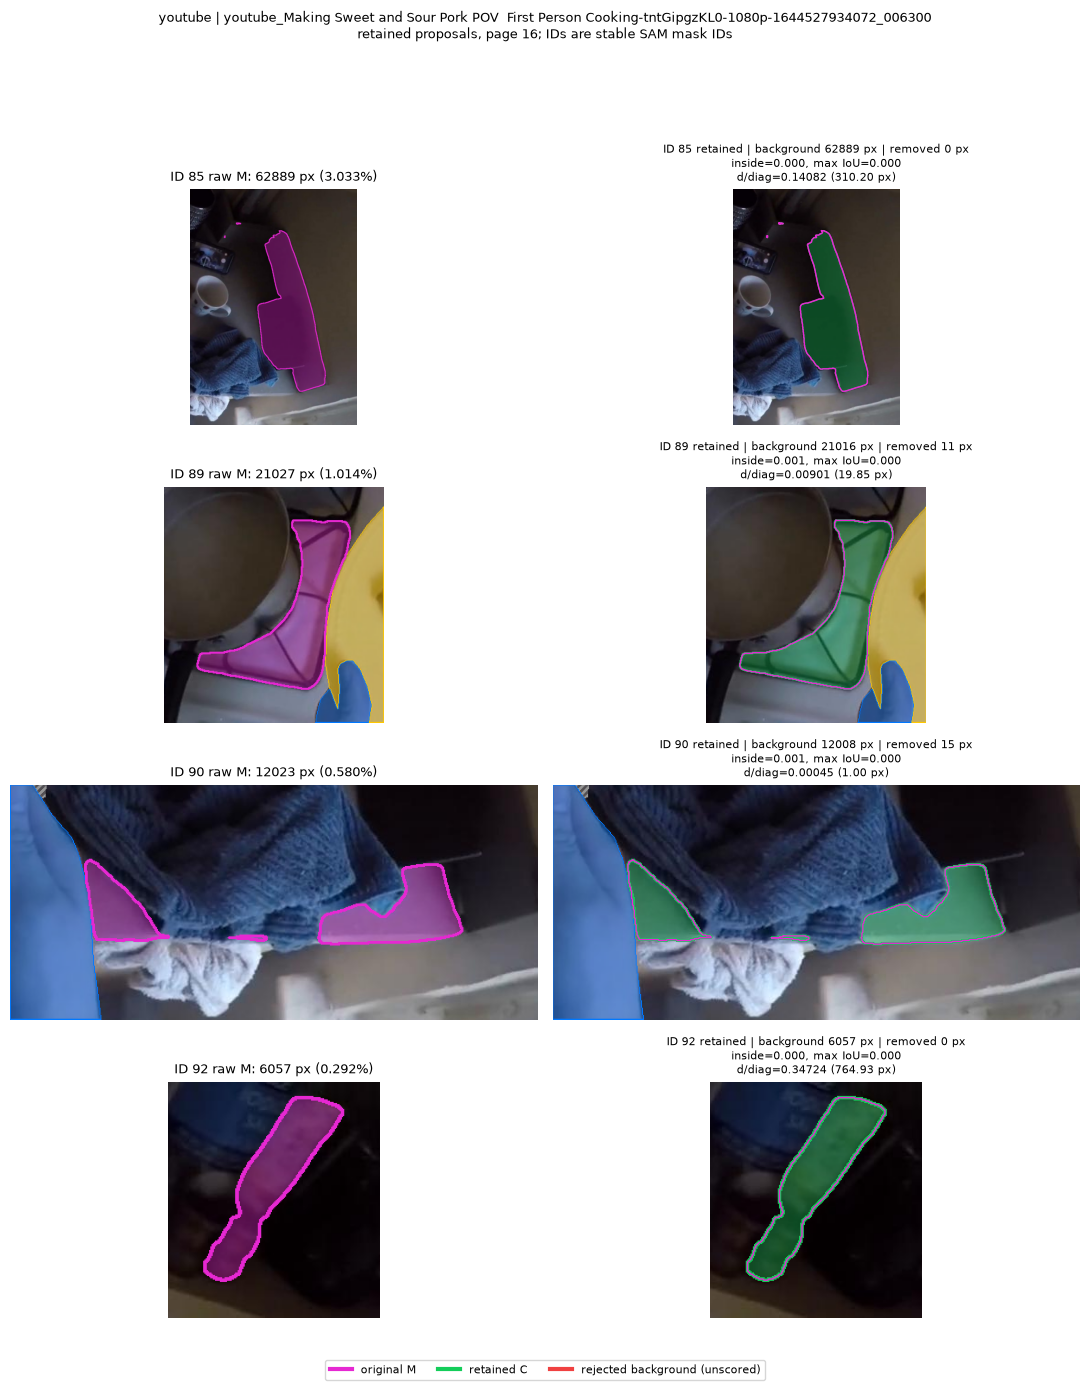 youtube | youtube_Making Sweet and Sour Pork POV  First Person Cooking-tntGipgzKL0-1080p-1644527934072_006300
retained proposals, page 16; IDs are stable SAM mask IDs
ID 85 raw M: 62889 px (3.033%)
ID 85 retained | background 62889 px | removed 0 px
inside=0.000, max IoU=0.000
d/diag=0.14082 (310.20 px)
ID 89 raw M: 21027 px (1.014%)
ID 89 retained | background 21016 px | removed 11 px
inside=0.001, max IoU=0.000
d/diag=0.00901 (19.85 px)
ID 90 raw M: 12023 px (0.580%)
ID 90 retained | background 12008 px | removed 15 px
inside=0.001, max IoU=0.000
d/diag=0.00045 (1.00 px)
ID 92 raw M: 6057 px (0.292%)
ID 92 retained | background 6057 px | removed 0 px
inside=0.000, max IoU=0.000
d/diag=0.34724 (764.93 px)
original M
retained C
rejected background (unscored)